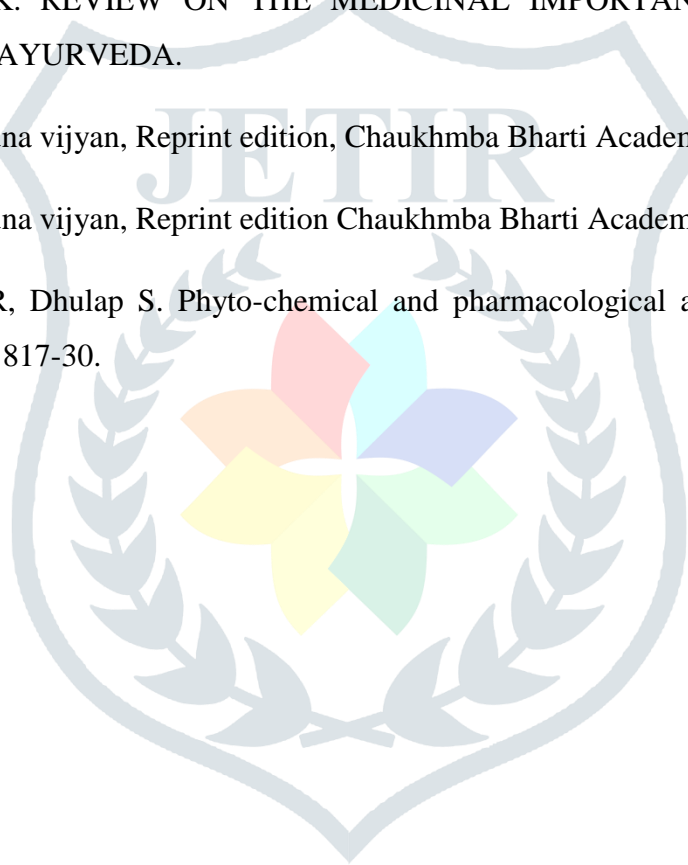 K. REVIEW ON THE MEDICINAL IMPORTAN
AYURVEDA.
JETIR
na vijyan, Reprint edition, Chaukhmba Bharti Academ
na vijyan, Reprint edition Chaukhmba Bharti Academ
R, Dhulap S. Phyto-chemical and pharmacological a
817-30.